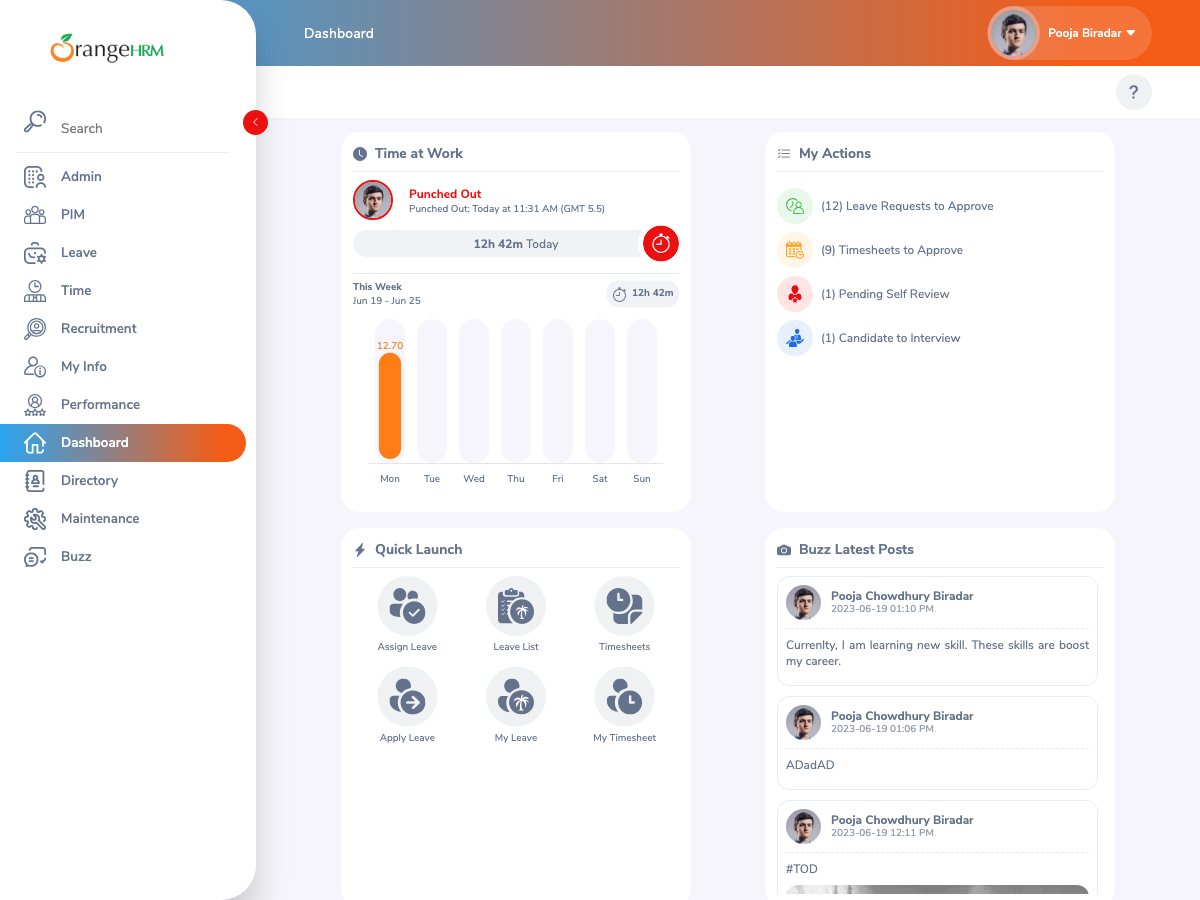 OrangeHRM
Search
Admin
PIM
Leave
Time
Recruitment
My Info
Performance
Dashboard
Directory
Maintenance
Buzz
Dashboard
Pooja Biradar
?
Time at Work
Punched Out
Punched Out: Today at 11:31 AM (GMT 5.5)
12h 42m Today
This Week
Jun 19 - Jun 25
12h 42m
12.70
Mon Tue Wed Thu Fri Sat Sun
My Actions
(12) Leave Requests to Approve
(9) Timesheets to Approve
(1) Pending Self Review
(1) Candidate to Interview
Quick Launch
Assign Leave
Leave List
Timesheets
Apply Leave
My Leave
My Timesheet
Buzz Latest Posts
Pooja Chowdhury Biradar
2023-06-19 01:10 PM
Currenlty, I am learning new skill. These skills are boost
my career.
Pooja Chowdhury Biradar
2023-06-19 01:06 PM
ADadAD
Pooja Chowdhury Biradar
2023-06-19 12:11 PM
#TOD